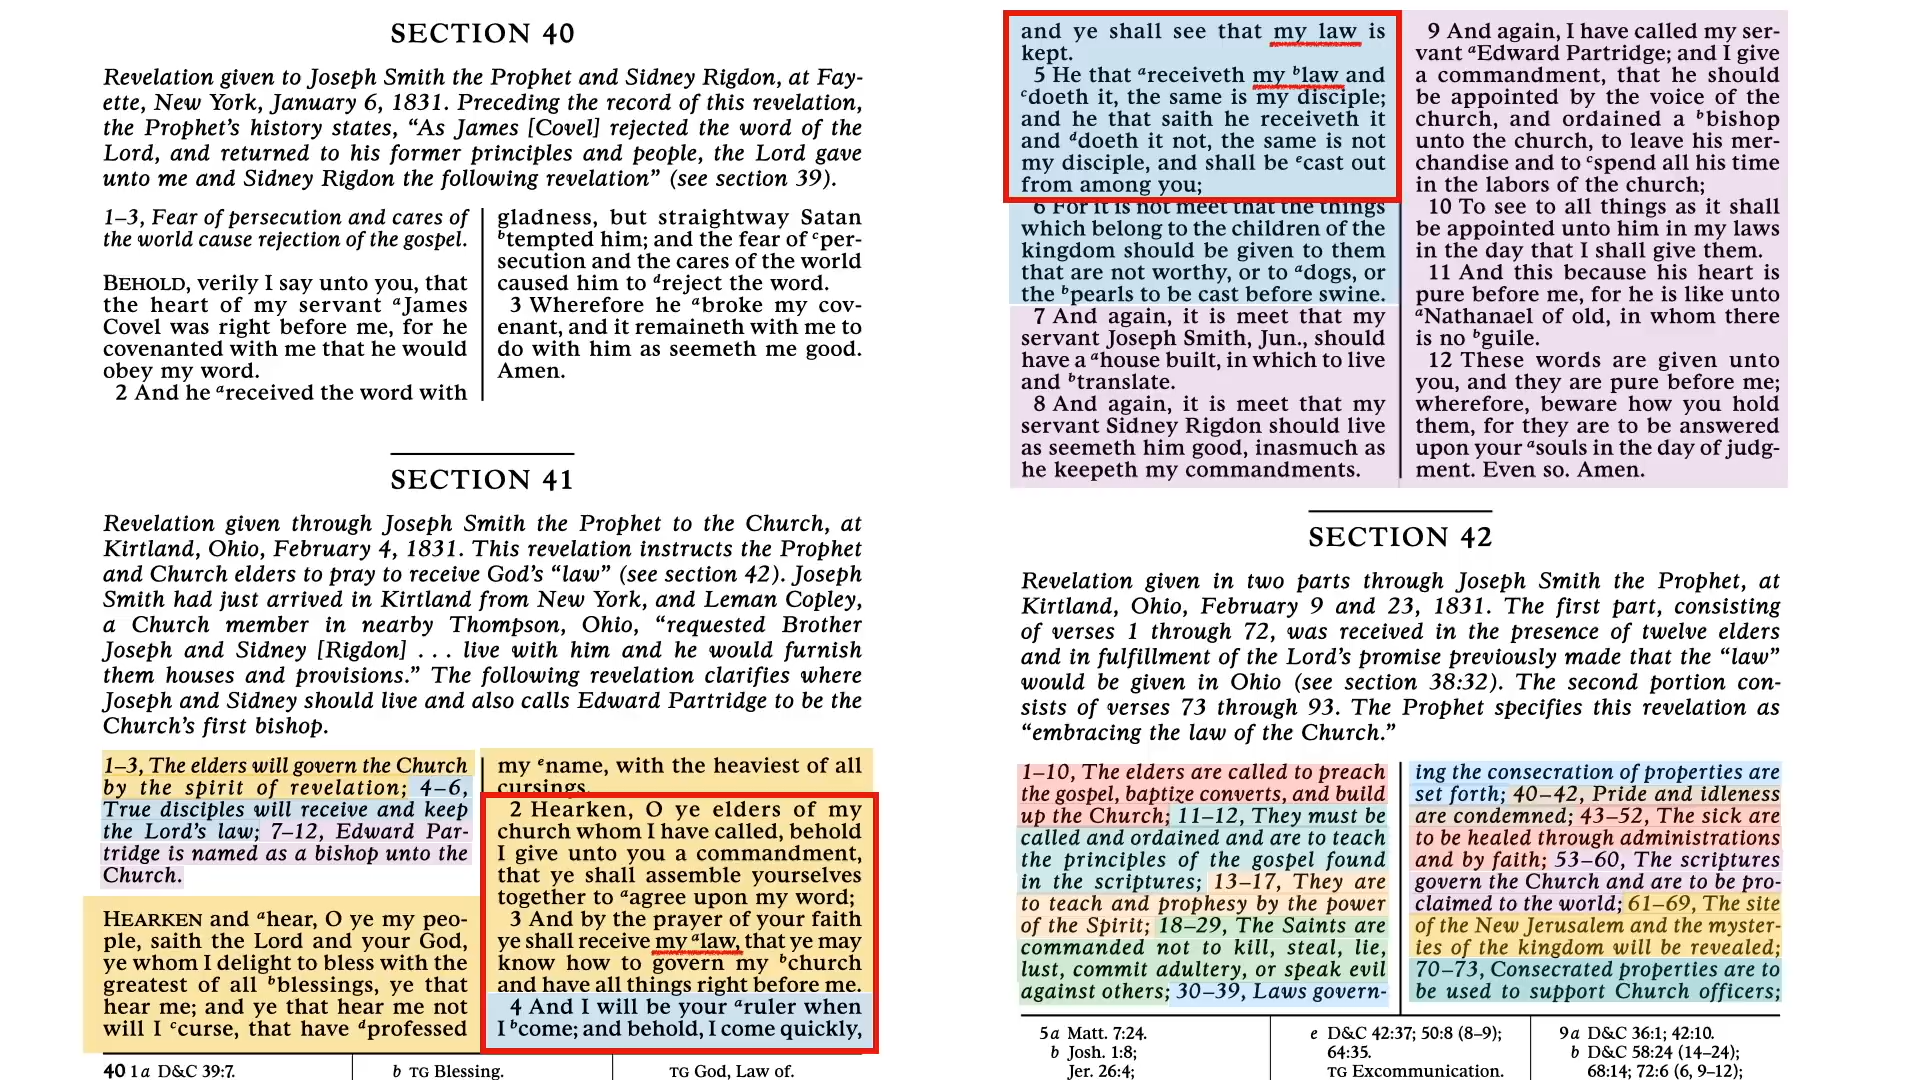 SECTION 40
Revelation given to Joseph Smith the Prophet and Sidney Rigdon, at Fay-
ette, New York, January 6, 1831. Preceding the record of this revelation,
the Prophet’s history states, “As James [Covel] rejected the word of the
Lord, and returned to his former principles and people, the Lord gave
unto me and Sidney Rigdon the following revelation” (see section 39).
1–3, Fear of persecution and cares of
the world cause rejection of the gospel.
BEHOLD, verily I say unto you, that
the heart of my servant aJames
Covel was right before me, for he
covenanted with me that he would
obey my word.
2 And he areceived the word with
gladness, but straightway Satan
btempted him; and the fear of cper-
secution and the cares of the world
caused him to dreject the word.
3 Wherefore he abroke my cov-
enant, and it remaineth with me to
do with him as seemeth me good.
Amen.
SECTION 41
Revelation given through Joseph Smith the Prophet to the Church, at
Kirtland, Ohio, February 4, 1831. This revelation instructs the Prophet
and Church elders to pray to receive God’s “law” (see section 42). Joseph
Smith had just arrived in Kirtland from New York, and Leman Copley,
a Church member in nearby Thompson, Ohio, “requested Brother
Joseph and Sidney [Rigdon] . . . live with him and he would furnish
them houses and provisions.” The following revelation clarifies where
Joseph and Sidney should live and also calls Edward Partridge to be the
Church’s first bishop.
1–3, The elders will govern the Church
by the spirit of revelation; 4–6,
True disciples will receive and keep
the Lord’s law; 7–12, Edward Par-
tridge is named as a bishop unto the
Church.
HEARKEN and ahear, O ye my peo-
ple, saith the Lord and your God,
ye whom I delight to bless with the
greatest of all bblessings, ye that
hear me; and ye that hear me not
will I ccurse, that have dprofessed
my ename, with the heaviest of all
cursings.
2 Hearken, O ye elders of my
church whom I have called, behold
I give unto you a commandment,
that ye shall assemble yourselves
together to aagree upon my word;
3 And by the prayer of your faith
ye shall receive my alaw, that ye may
know how to govern my bchurch
and have all things right before me.
4 And I will be your aruler when
I bcome; and behold, I come quickly,
40 1a D&C 39:7.
b TG Blessing.
TG God, Law of.
and ye shall see that my law is
kept.
5 He that areceiveth my blaw and
cdoeth it, the same is my disciple;
and he that saith he receiveth it
and ddoeth it not, the same is not
my disciple, and shall be ecast out
from among you;
6 For it is not meet that the things
which belong to the children of the
kingdom should be given to them
that are not worthy, or to adogs, or
the bpearls to be cast before swine.
7 And again, it is meet that my
servant Joseph Smith, Jun., should
have a ahouse built, in which to live
and btranslate.
8 And again, it is meet that my
servant Sidney Rigdon should live
as seemeth him good, inasmuch as
he keepeth my commandments.
9 And again, I have called my ser-
vant aEdward Partridge; and I give
a commandment, that he should
be appointed by the voice of the
church, and ordained a bbishop
unto the church, to leave his mer-
chandise and to cspend all his time
in the labors of the church;
10 To see to all things as it shall
be appointed unto him in my laws
in the day that I shall give them.
11 And this because his heart is
pure before me, for he is like unto
aNathanael of old, in whom there
is no bguile.
12 These words are given unto
you, and they are pure before me;
wherefore, beware how you hold
them, for they are to be answered
upon your asouls in the day of judg-
ment. Even so. Amen.
SECTION 42
Revelation given in two parts through Joseph Smith the Prophet, at
Kirtland, Ohio, February 9 and 23, 1831. The first part, consisting
of verses 1 through 72, was received in the presence of twelve elders
and in fulfillment of the Lord’s promise previously made that the “law”
would be given in Ohio (see section 38:32). The second portion con-
sists of verses 73 through 93. The Prophet specifies this revelation as
“embracing the law of the Church.”
1–10, The elders are called to preach
the gospel, baptize converts, and build
up the Church; 11–12, They must be
called and ordained and are to teach
the principles of the gospel found
in the scriptures; 13–17, They are
to teach and prophesy by the power
of the Spirit; 18–29, The Saints are
commanded not to kill, steal, lie,
lust, commit adultery, or speak evil
against others; 30–39, Laws govern-
ing the consecration of properties are
set forth; 40–42, Pride and idleness
are condemned; 43–52, The sick are
to be healed through administrations
and by faith; 53–60, The scriptures
govern the Church and are to be pro-
claimed to the world; 61–69, The site
of the New Jerusalem and the myster-
ies of the kingdom will be revealed;
70–73, Consecrated properties are to
be used to support Church officers;
5a Matt. 7:24.
b Josh. 1:8;
Jer. 26:4;
e D&C 42:37; 50:8 (8–9);
64:35.
TG Excommunication.
9a D&C 36:1; 42:10.
b D&C 58:24 (14–24);
68:14; 72:6 (6, 9–12);